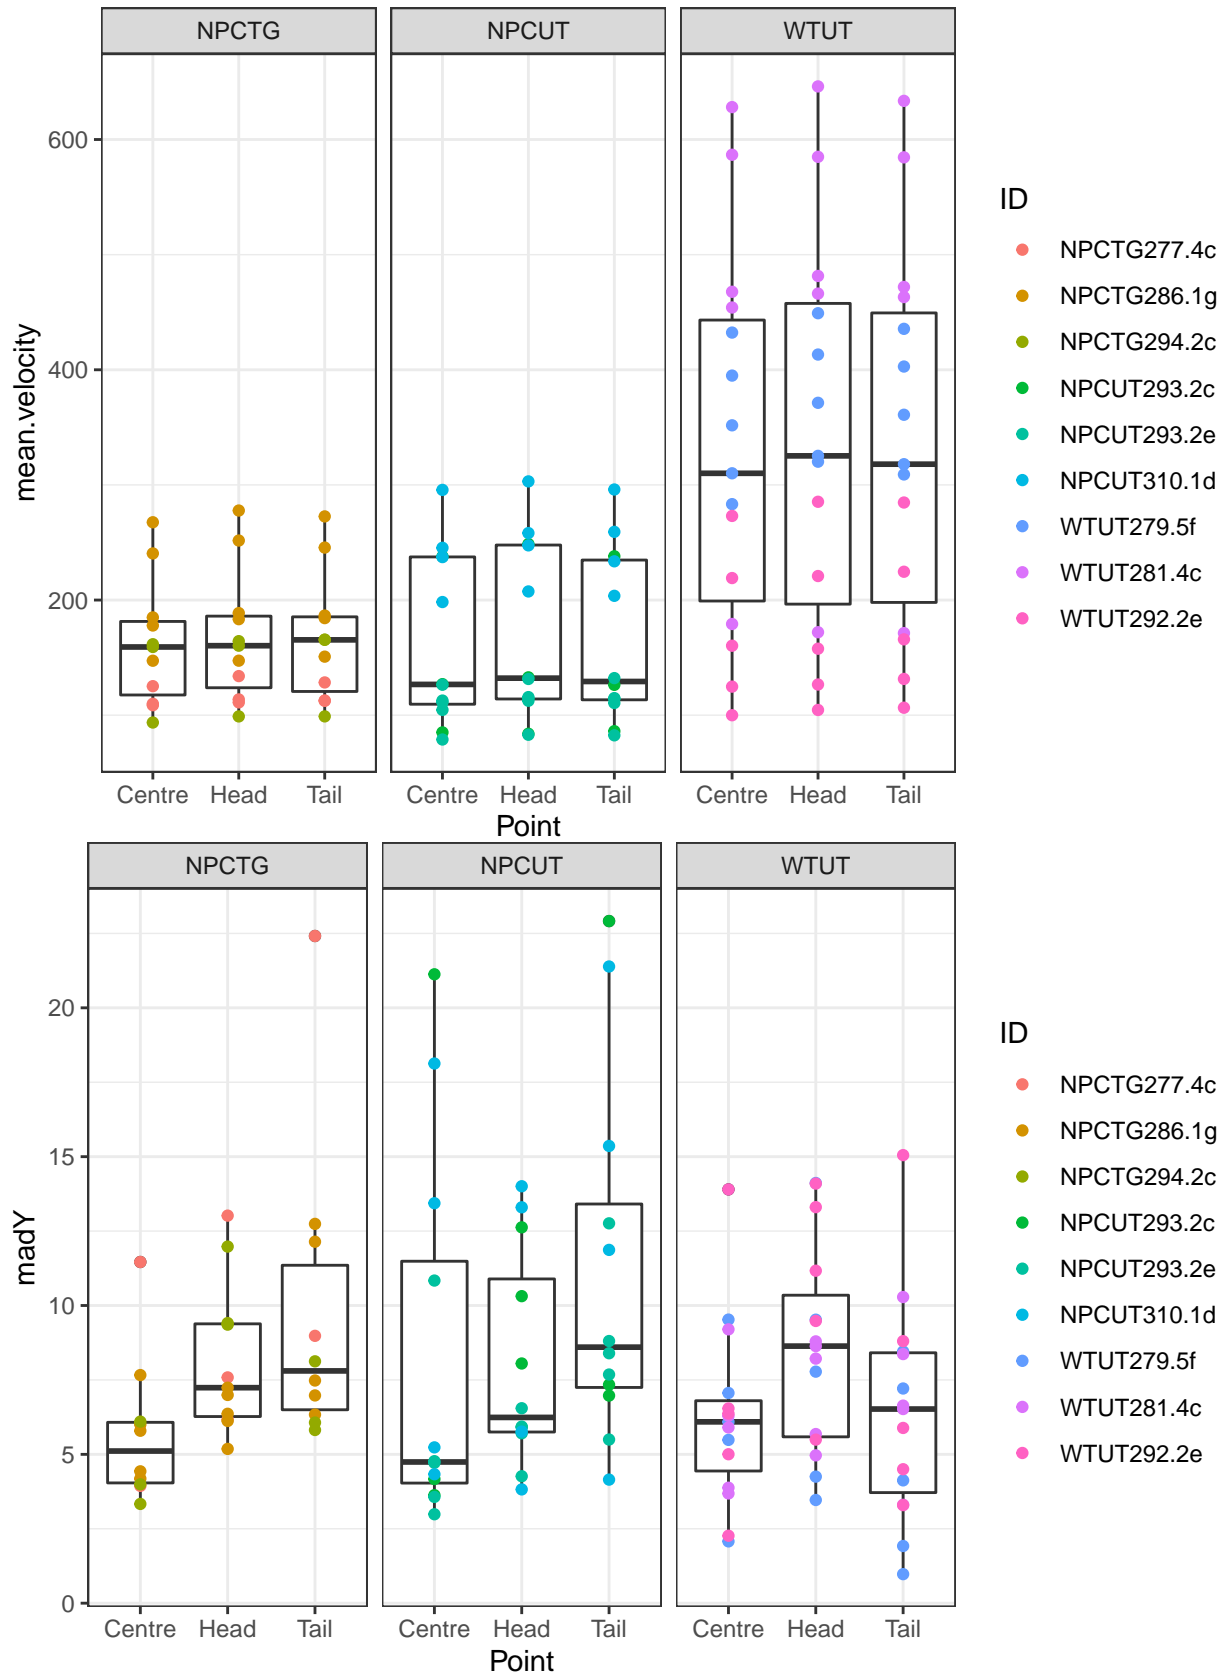 NPCTG NPCUT WTUT
600
400
200
mean.velocity
Centre Head Tail Centre Head Tail Centre Head Tail
Point
ID
NPCTG277.4c
NPCTG286.1g
NPCTG294.2c
NPCUT293.2c
NPCUT293.2e
NPCUT310.1d
WTUT279.5f
WTUT281.4c
WTUT292.2e
NPCTG NPCUT WTUT
20
15
10
5
0
madY
Centre Head Tail Centre Head Tail Centre Head Tail
Point
ID
NPCTG277.4c
NPCTG286.1g
NPCTG294.2c
NPCUT293.2c
NPCUT293.2e
NPCUT310.1d
WTUT279.5f
WTUT281.4c
WTUT292.2e